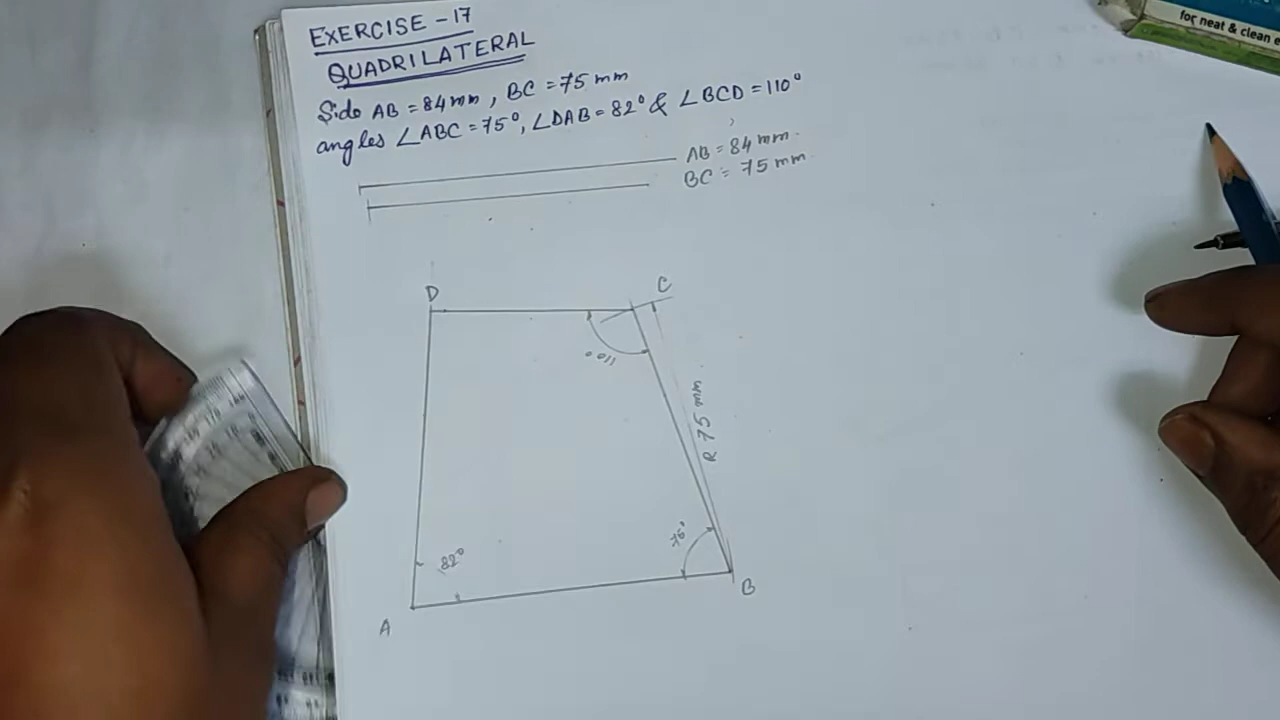 EXERCISE - 17
QUADRILATERAL
Side AB = 84 mm, BC = 75 mm
angles ∠ABC = 75°, ∠DAB = 82° & ∠BCD = 110°
AB = 84 mm.
BC = 75 mm.
D
C
110°
R 75 mm
75°
82°
B
A
for neat & clean